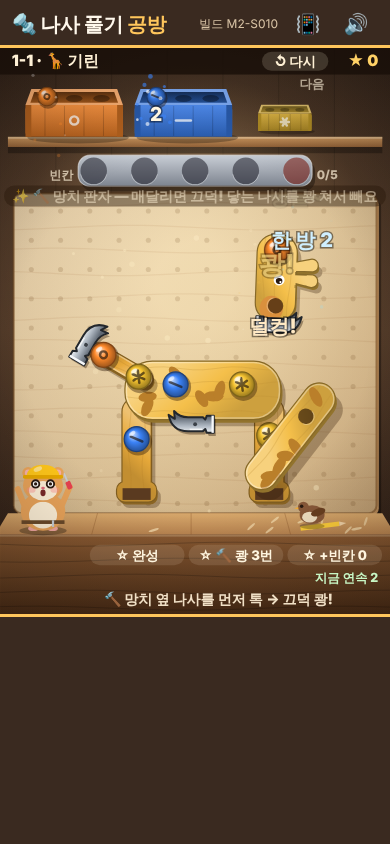 나사 풀기 공방
빌드 M2-S010
1-1 · 기린
다시
★ 0
다음
2
빈칸
0/5
망치 판자 — 매달리면 끄덕! 닿는 나사를 쾅 쳐서 빼요
한 방 2
쾅!
덜컹!
☆ 완성
☆ 쾅 3번
☆ +빈칸 0
지금 연속 2
망치 옆 나사를 먼저 톡 → 끄덕 쾅!